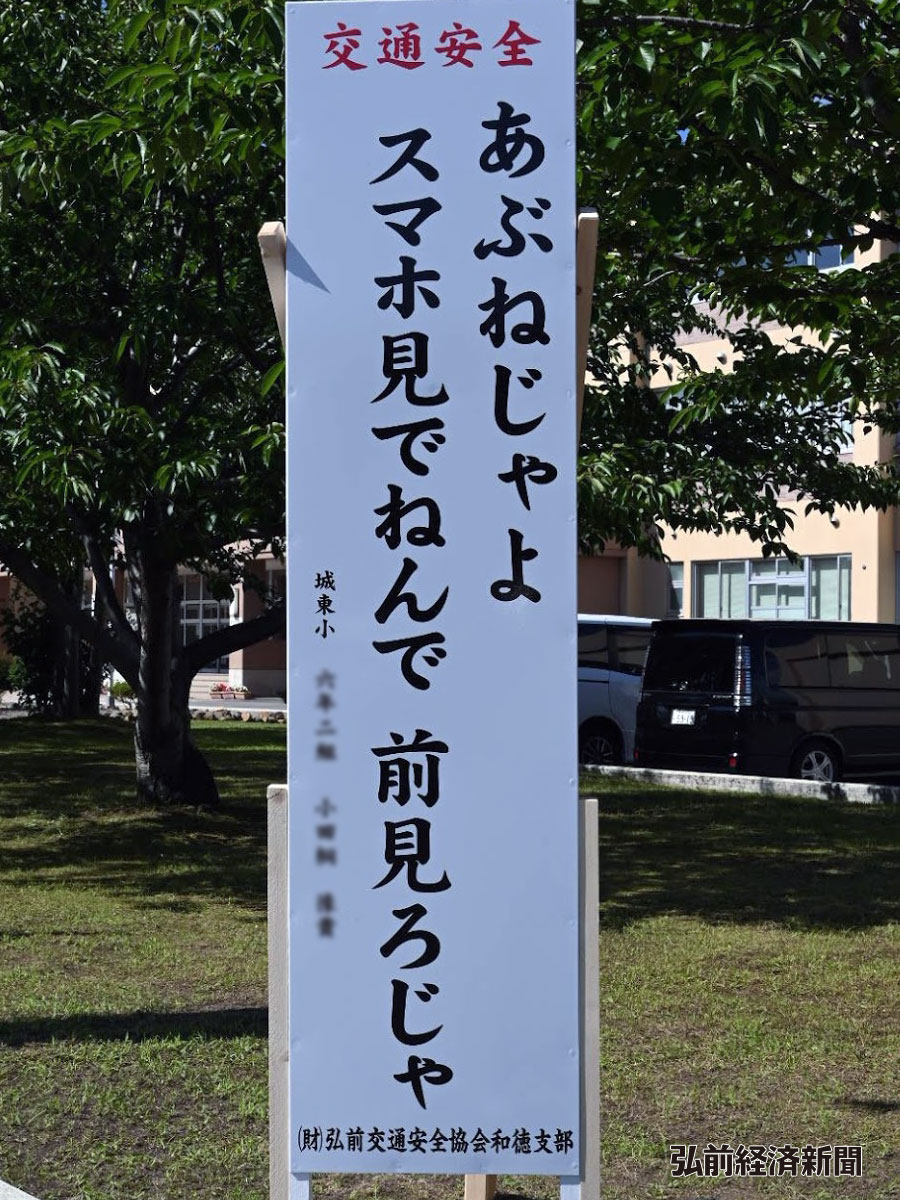 交通安全
あぶねじゃよ
スマホ見でねんで 前見ろじゃ
城東小
(財)弘前交通安全協会和徳支部
弘前経済新聞